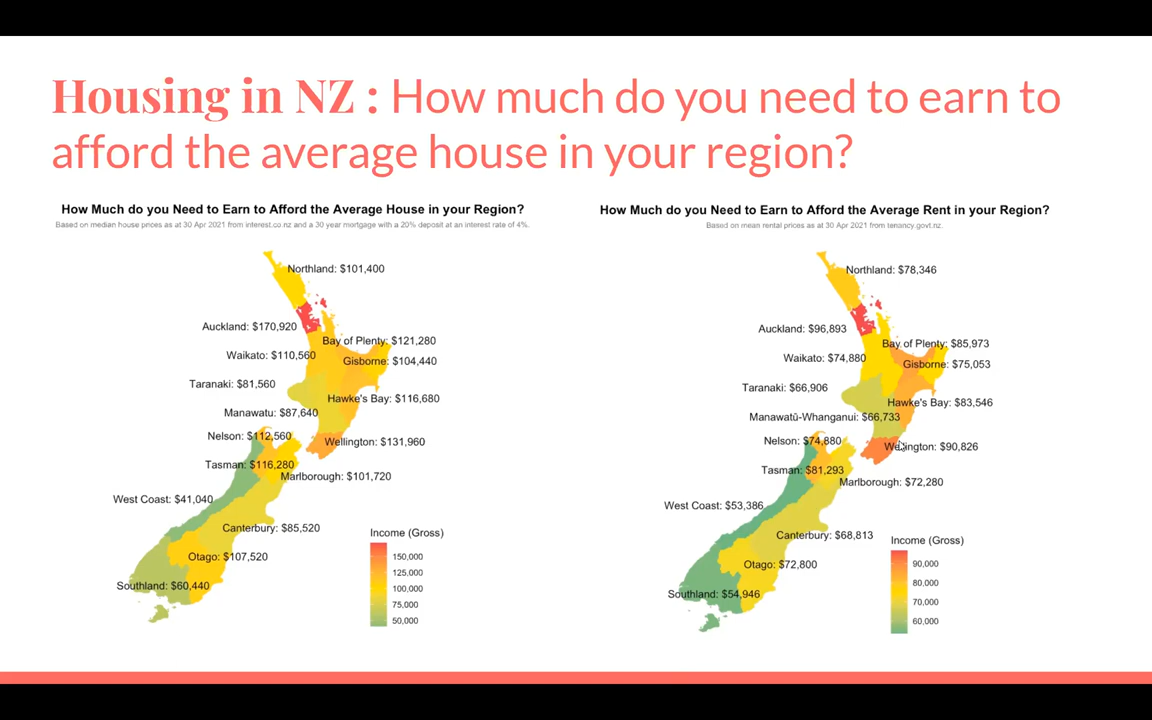 Housing in NZ : How much do you need to earn to
afford the average house in your region?
How Much do you Need to Earn to Afford the Average House in your Region?
Based on median house prices as at 30 Apr 2021 from interest.co.nz and a 30 year mortgage with a 20% deposit at an interest rate of 4%.
Northland: $101,400
Auckland: $170,920
Bay of Plenty: $121,280
Waikato: $110,560
Gisborne: $104,440
Taranaki: $81,560
Hawke's Bay: $116,680
Manawatu: $87,640
Nelson: $112,560
Wellington: $131,960
Tasman: $116,280
Marlborough: $101,720
West Coast: $41,040
Canterbury: $85,520
Otago: $107,520
Southland: $60,440
Income (Gross)
150,000
125,000
100,000
75,000
50,000
How Much do you Need to Earn to Afford the Average Rent in your Region?
Based on mean rental prices as at 30 Apr 2021 from tenancy.govt.nz.
Northland: $78,346
Auckland: $96,893
Bay of Plenty: $85,973
Waikato: $74,880
Gisborne: $75,053
Taranaki: $66,906
Hawke's Bay: $83,546
Manawatū-Whanganui: $66,733
Nelson: $74,880
Wellington: $90,826
Tasman: $81,293
Marlborough: $72,280
West Coast: $53,386
Canterbury: $68,813
Otago: $72,800
Southland: $54,946
Income (Gross)
90,000
80,000
70,000
60,000